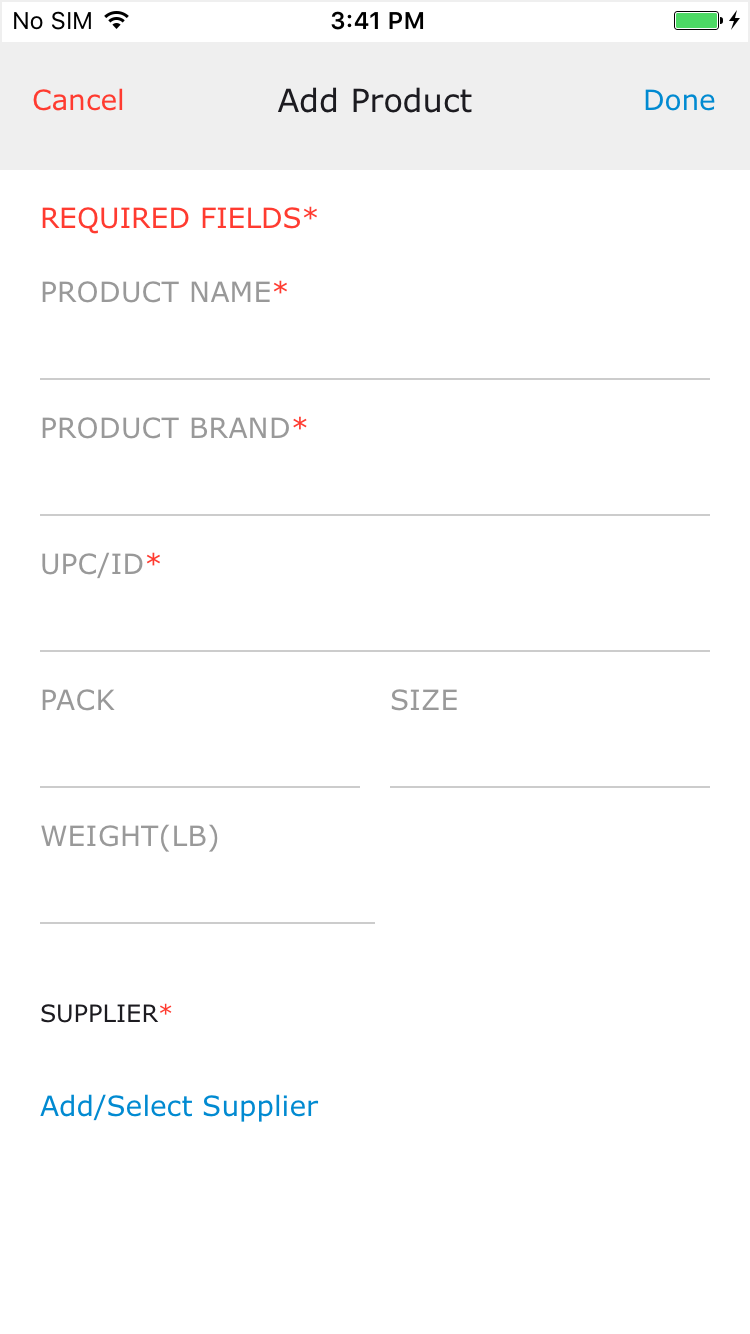 No SIM 3:41 PM
Cancel Add Product Done
REQUIRED FIELDS*
PRODUCT NAME*
PRODUCT BRAND*
UPC/ID*
PACK SIZE
WEIGHT(LB)
SUPPLIER*
Add/Select Supplier